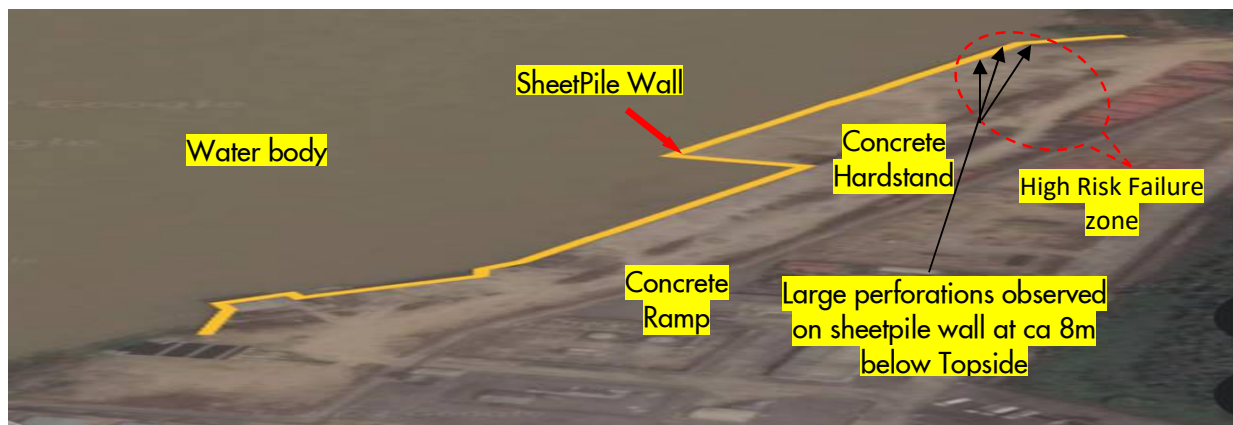 SheetPile Wall
Water body
Concrete
Hardstand
High Risk Failure
zone
Concrete
Ramp
Large perforations observed
on sheetpile wall at ca 8m
below Topside